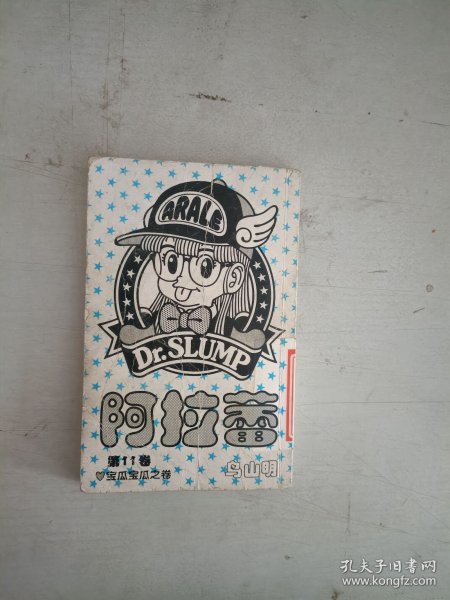 ARALE
Dr. SLUMP
阿拉蕾
第11卷
♥宝瓜宝瓜之卷
鸟山明
孔夫子旧书网
www.kongfz.com